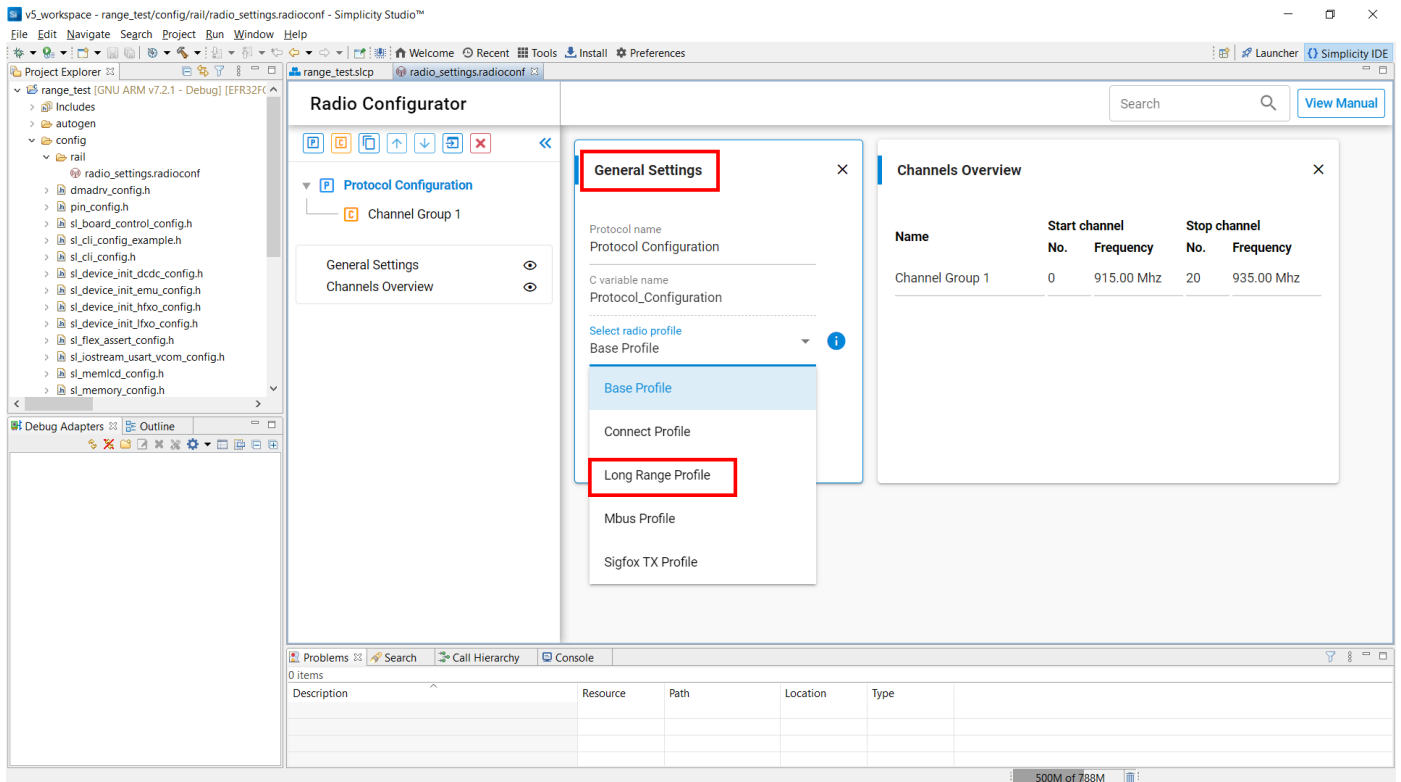 v5_workspace - range_test/config/rail/radio_settings.radioconf - Simplicity Studio™
File Edit Navigate Search Project Run Window Help
Welcome Recent Tools Install Preferences Launcher {} Simplicity IDE
Project Explorer
range_test.slcp radio_settings.radioconf
range_test [GNU ARM v7.2.1 - Debug] [EFR32F
Includes
autogen
config
rail
radio_settings.radioconf
dmadrv_config.h
pin_config.h
sl_board_control_config.h
sl_cli_config_example.h
sl_cli_config.h
sl_device_init_dcdc_config.h
sl_device_init_emu_config.h
sl_device_init_hfxo_config.h
sl_device_init_lfxo_config.h
sl_flex_assert_config.h
sl_iostream_usart_vcom_config.h
sl_memlcd_config.h
sl_memory_config.h
Debug Adapters Outline
Radio Configurator
Search
View Manual
P C
P Protocol Configuration
C Channel Group 1
General Settings
Channels Overview
General Settings
Protocol name
Protocol Configuration
C variable name
Protocol_Configuration
Select radio profile
Base Profile
Base Profile
Connect Profile
Long Range Profile
Mbus Profile
Sigfox TX Profile
Channels Overview
Start channel Stop channel
Name No. Frequency No. Frequency
Channel Group 1 0 915.00 Mhz 20 935.00 Mhz
Problems Search Call Hierarchy Console
0 items
Description Resource Path Location Type
500M of 788M